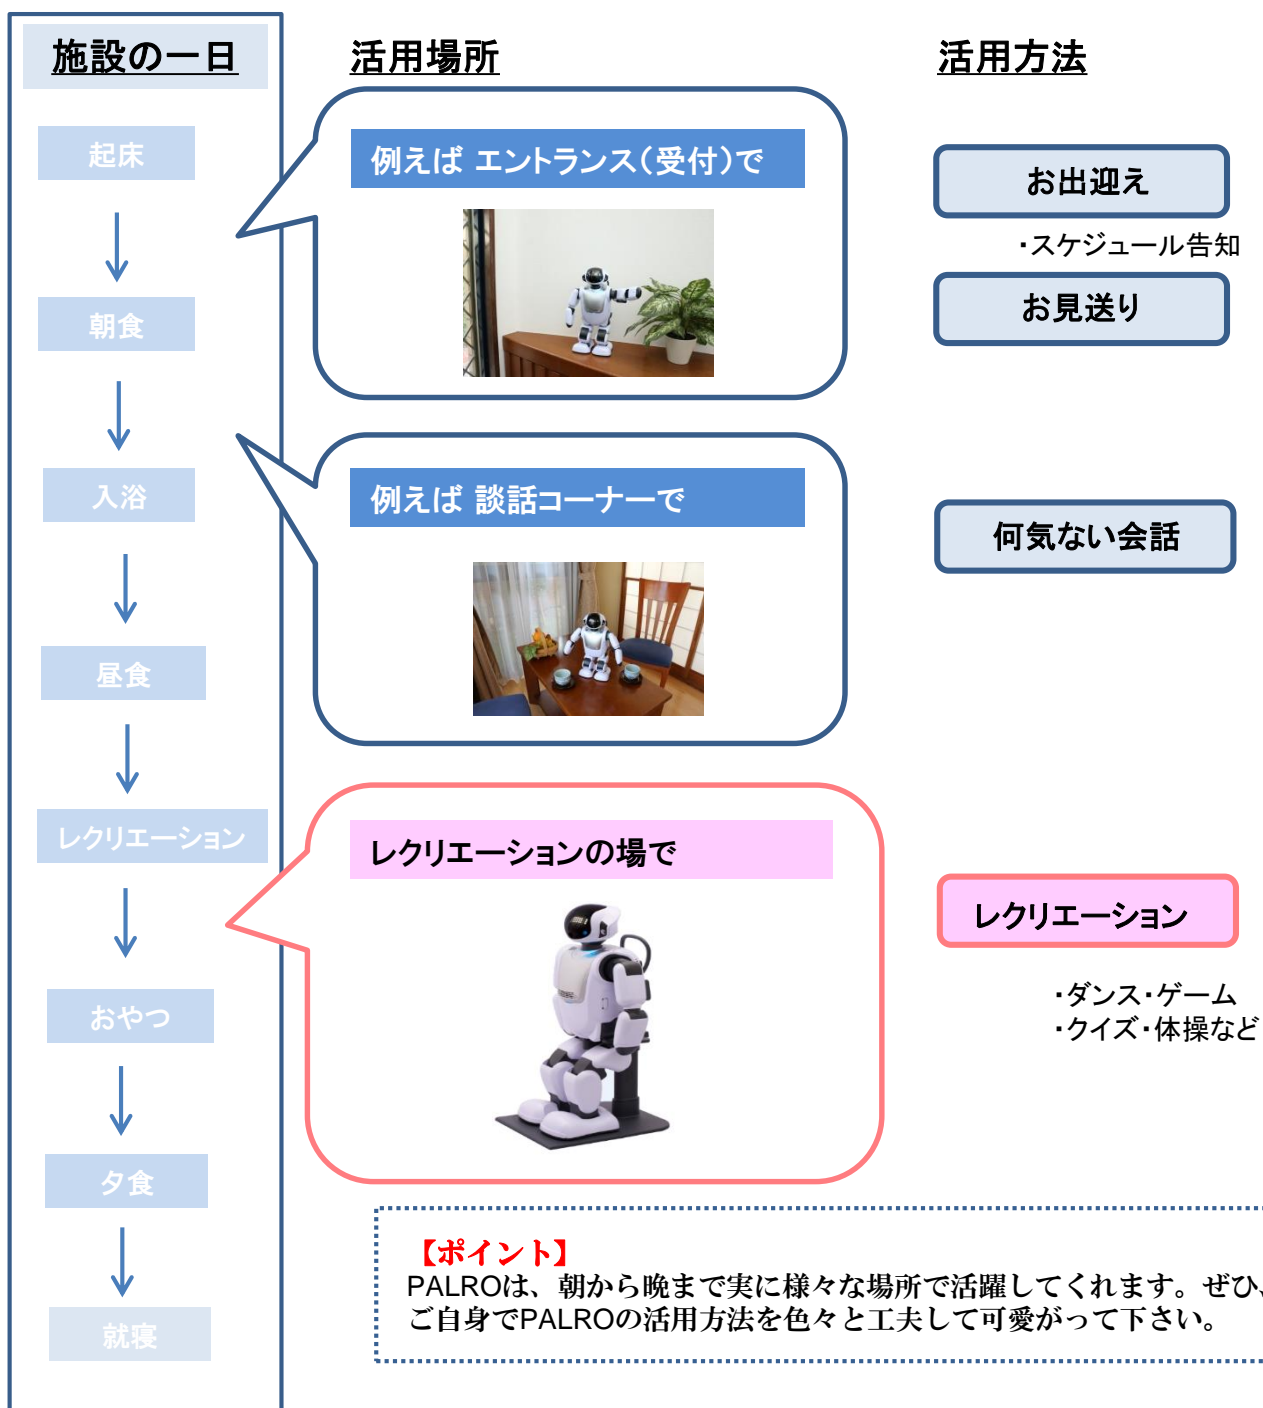 施設の一日
活用場所
活用方法
起床
朝食
入浴
昼食
レクリエーション
おやつ
夕食
就寝
例えば エントランス（受付）で
お出迎え
・スケジュール告知
お見送り
例えば 談話コーナーで
何気ない会話
レクリエーションの場で
レクリエーション
・ダンス・ゲーム
・クイズ・体操など
【ポイント】
PALROは、朝から晩まで実に様々な場所で活躍してくれます。ぜひ、
ご自身でPALROの活用方法を色々と工夫して可愛がって下さい。